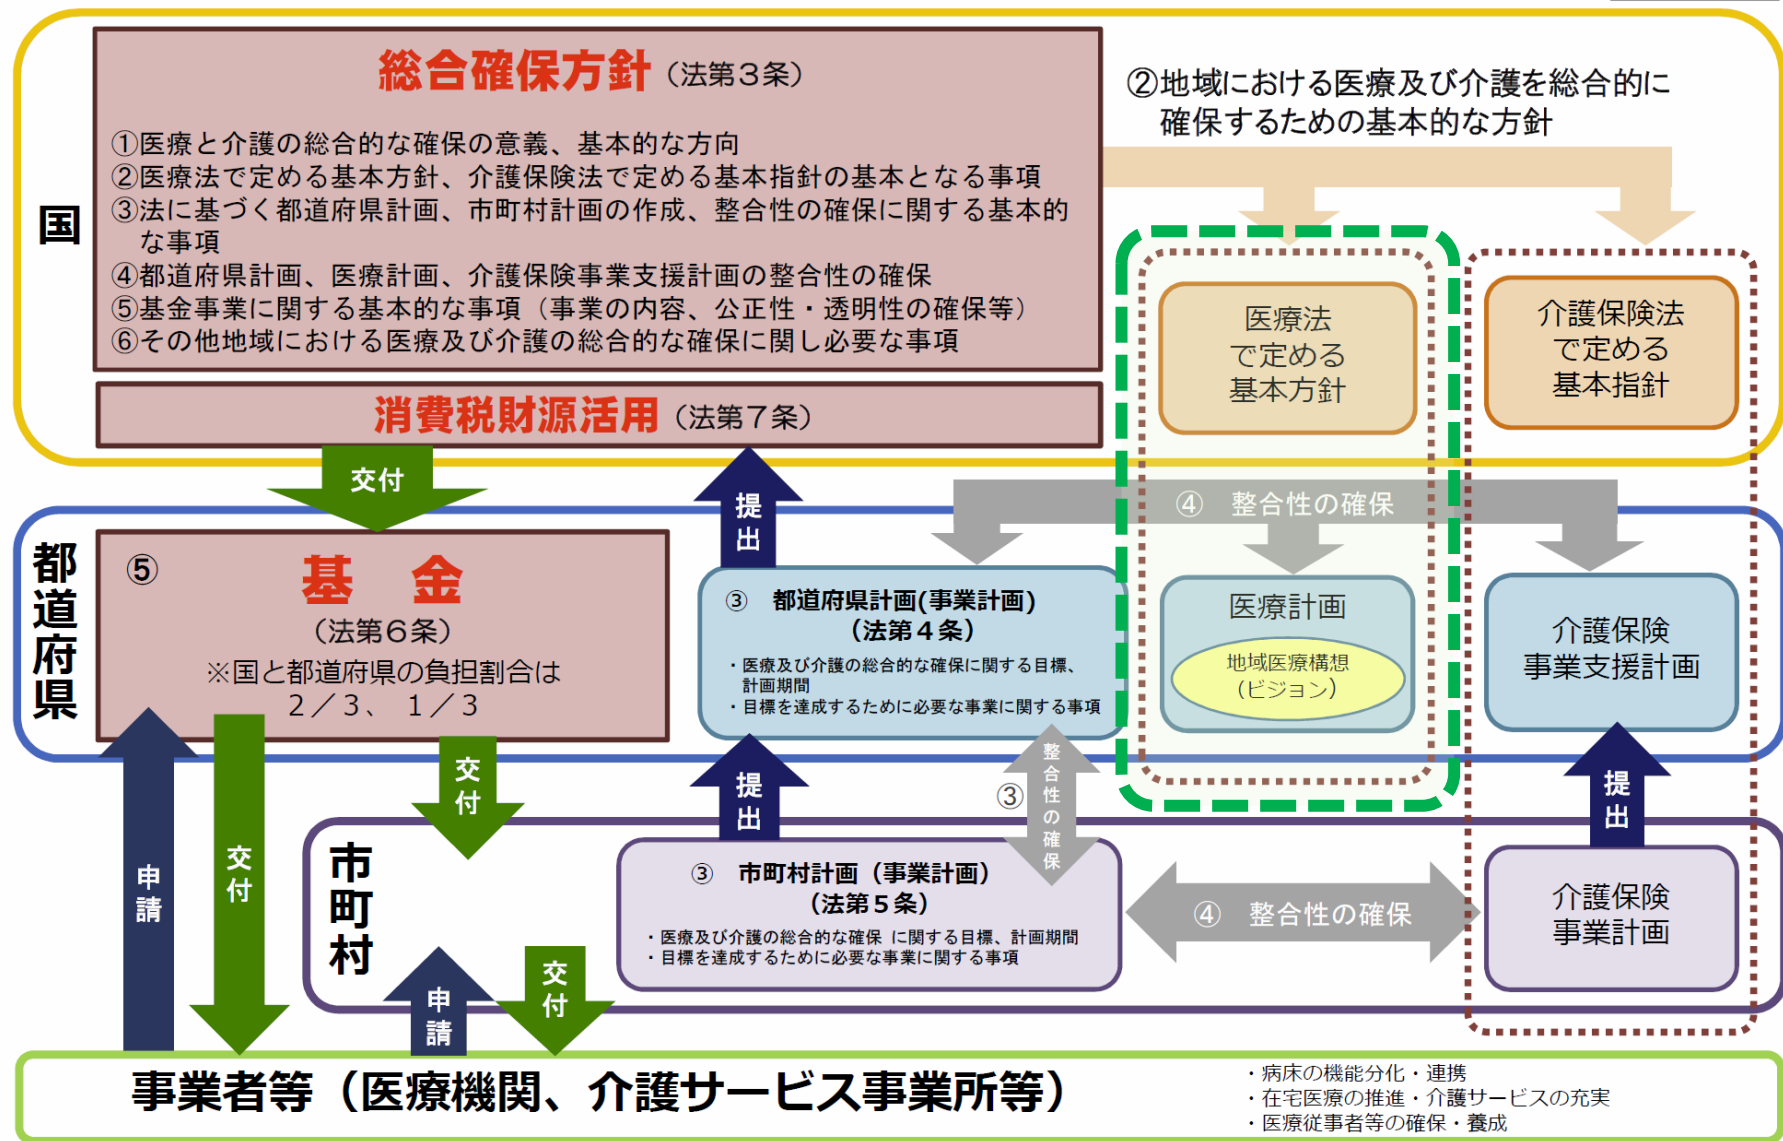 国
総合確保方針（法第３条）
①医療と介護の総合的な確保の意義、基本的な方向
②医療法で定める基本方針、介護保険法で定める基本指針の基本となる事項
③法に基づく都道府県計画、市町村計画の作成、整合性の確保に関する基本的
な事項
④都道府県計画、医療計画、介護保険事業支援計画の整合性の確保
⑤基金事業に関する基本的な事項（事業の内容、公正性・透明性の確保等）
⑥その他地域における医療及び介護の総合的な確保に関し必要な事項
消費税財源活用（法第７条）
②地域における医療及び介護を総合的に
確保するための基本的な方針
医療法
で定める
基本方針
介護保険法
で定める
基本指針
交付
提出
④　整合性の確保
都道府県
⑤
基　金
（法第６条）
※国と都道府県の負担割合は
２／３、１／３
③　都道府県計画(事業計画)
（法第４条）
・医療及び介護の総合的な確保に関する目標、
計画期間
・目標を達成するために必要な事業に関する事項
医療計画
地域医療構想
（ビジョン）
介護保険
事業支援計画
申請
交付
交付
提出
③
整合性の確保
提出
市町村
③　市町村計画（事業計画）
（法第５条）
・医療及び介護の総合的な確保 に関する目標、計画期間
・目標を達成するために必要な事業に関する事項
④　整合性の確保
介護保険
事業計画
申請
交付
事業者等（医療機関、介護サービス事業所等）
・病床の機能分化・連携
・在宅医療の推進・介護サービスの充実
・医療従事者等の確保・養成